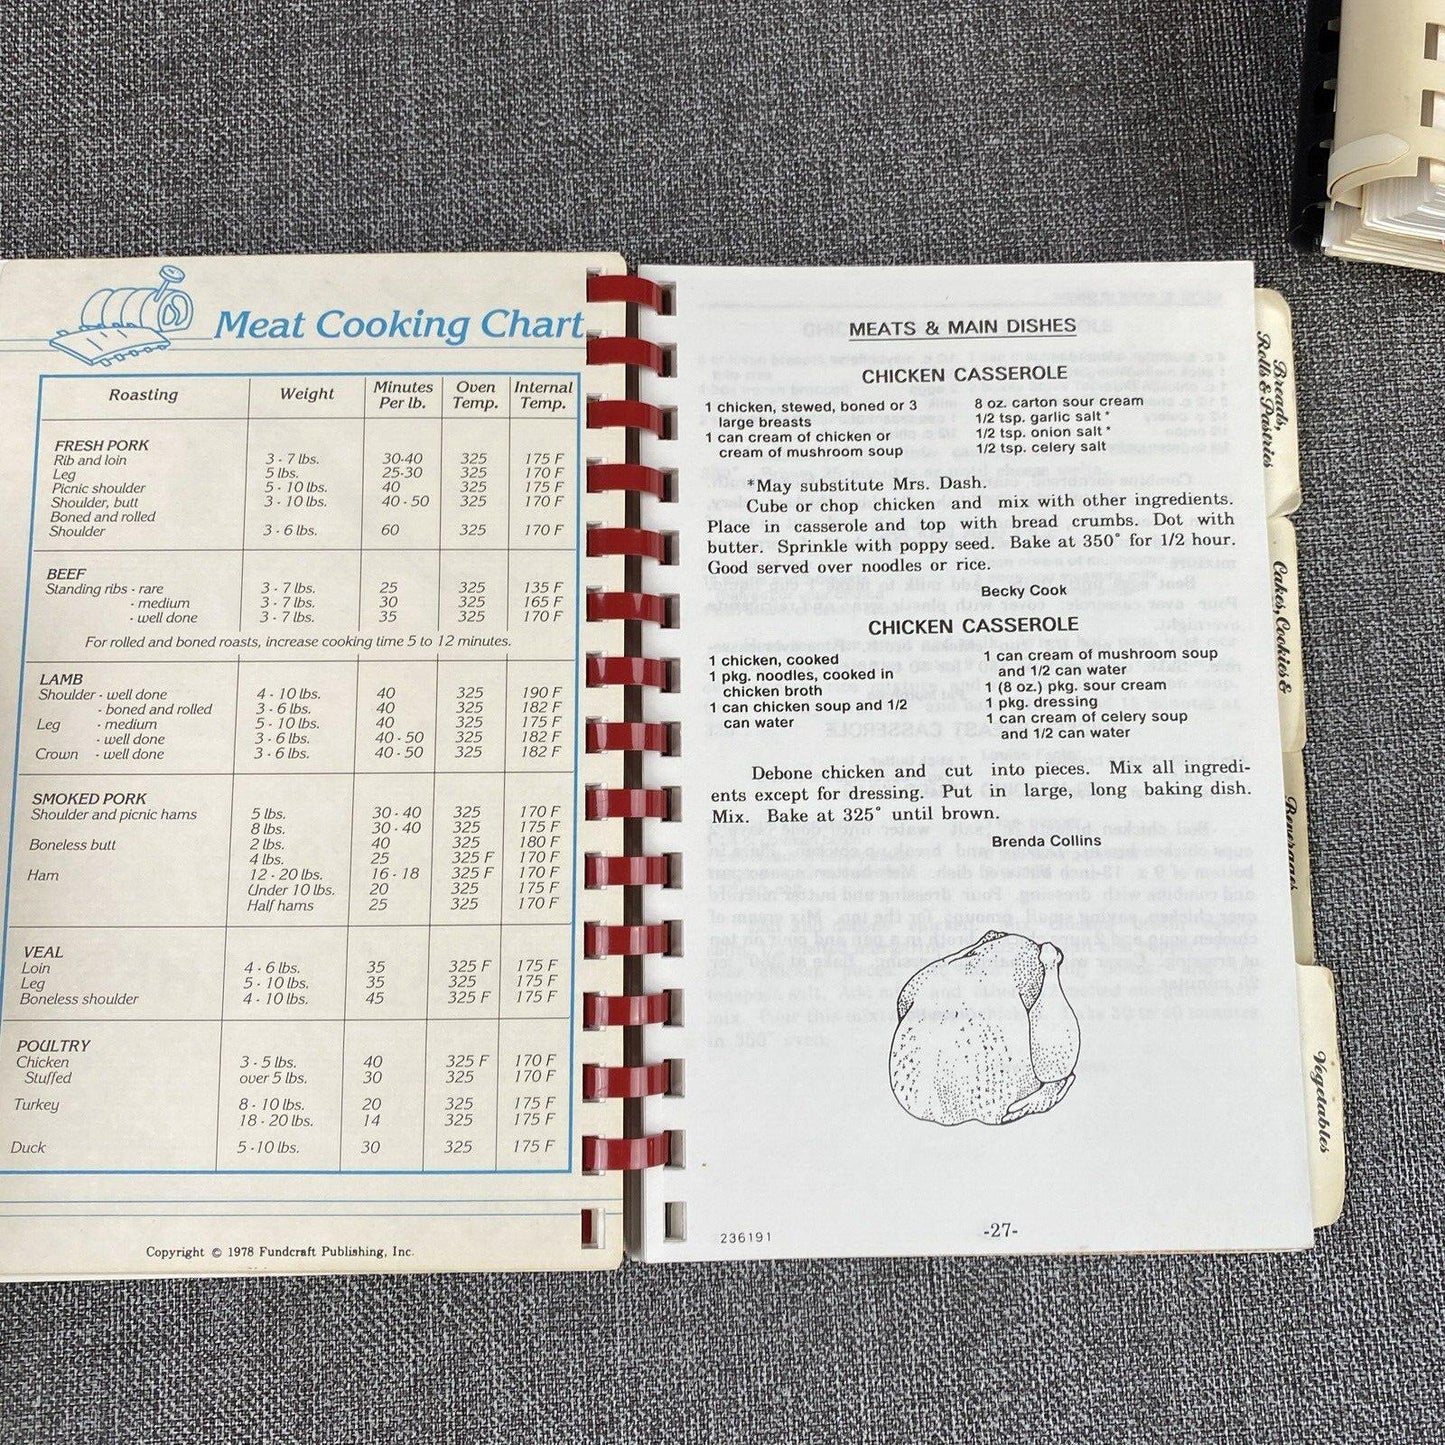 Meat Cooking Chart
Roasting Weight Minutes Per lb. Oven Temp. Internal Temp.
FRESH PORK
Rib and loin 3 - 7 lbs. 30-40 325 175 F
Leg 5 lbs. 25-30 325 170 F
Picnic shoulder 5 - 10 lbs. 40 325 175 F
Shoulder, butt 3 - 10 lbs. 40 - 50 325 170 F
Boned and rolled
Shoulder 3 - 6 lbs. 60 325 170 F
BEEF
Standing ribs - rare 3 - 7 lbs. 25 325 135 F
- medium 3 - 7 lbs. 30 325 165 F
- well done 3 - 7 lbs. 35 325 170 F
For rolled and boned roasts, increase cooking time 5 to 12 minutes.
LAMB
Shoulder - well done 4 - 10 lbs. 40 325 190 F
- boned and rolled 3 - 6 lbs. 40 325 182 F
Leg - medium 5 - 10 lbs. 40 325 175 F
- well done 3 - 6 lbs. 40 - 50 325 182 F
Crown - well done 3 - 6 lbs. 40 - 50 325 182 F
SMOKED PORK
Shoulder and picnic hams 5 lbs. 30 - 40 325 170 F
8 lbs. 30 - 40 325 175 F
Boneless butt 2 lbs. 40 325 180 F
4 lbs. 25 325 F 170 F
Ham 12 - 20 lbs. 16 - 18 325 F 170 F
Under 10 lbs. 20 325 175 F
Half hams 25 325 170 F
VEAL
Loin 4 - 6 lbs. 35 325 F 175 F
Leg 5 - 10 lbs. 35 325 175 F
Boneless shoulder 4 - 10 lbs. 45 325 F 175 F
POULTRY
Chicken 3 - 5 lbs. 40 325 F 170 F
Stuffed over 5 lbs. 30 325 170 F
Turkey 8 - 10 lbs. 20 325 175 F
18 - 20 lbs. 14 325 175 F
Duck 5 - 10 lbs. 30 325 175 F
Copyright © 1978 Fundcraft Publishing, Inc.
MEATS & MAIN DISHES
CHICKEN CASSEROLE
1 chicken, stewed, boned or 3
large breasts
1 can cream of chicken or
cream of mushroom soup
8 oz. carton sour cream
1/2 tsp. garlic salt*
1/2 tsp. onion salt*
1/2 tsp. celery salt
*May substitute Mrs. Dash.
Cube or chop chicken and mix with other ingredients.
Place in casserole and top with bread crumbs. Dot with
butter. Sprinkle with poppy seed. Bake at 350° for 1/2 hour.
Good served over noodles or rice.
Becky Cook
CHICKEN CASSEROLE
1 chicken, cooked
1 pkg. noodles, cooked in
chicken broth
1 can chicken soup and 1/2
can water
1 can cream of mushroom soup
and 1/2 can water
1 (8 oz.) pkg. sour cream
1 pkg. dressing
1 can cream of celery soup
and 1/2 can water
Debone chicken and cut into pieces. Mix all ingredi-
ents except for dressing. Put in large, long baking dish.
Mix. Bake at 325° until brown.
Brenda Collins
236191
-27-
Breads,
Rolls & Pastries
Cakes, Cookies &
Beverages
Vegetables